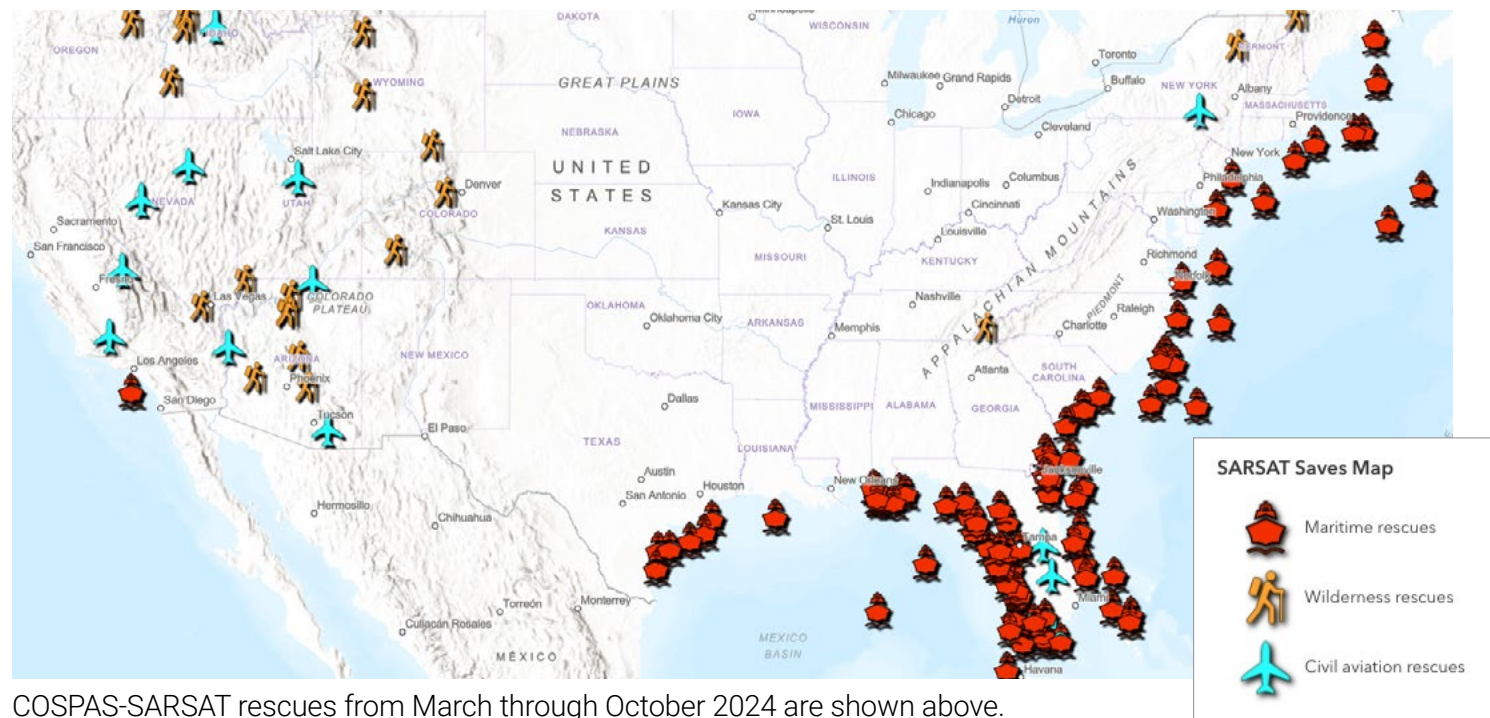 DAKOTA
Minneapolis
WISCONSIN
Huron
OREGON
IDAHO
Toronto
VERMONT
WYOMING
GREAT PLAINS
Milwaukee
Grand Rapids
Buffalo
NEW YORK
Albany
Detroit
MASSACHUSETTS
IOWA
Chicago
Providence
Cleveland
NEBRASKA
Salt Lake City
New York
UNITED
STATES
Denver
ILLINOIS
Indianapolis
Columbus
Philadelphia
NEVADA
UTAH
COLORADO
Kansas City
Cincinnati
Washington
Sacramento
St. Louis
San Francisco
KANSAS
Louisville
MISSOURI
KENTUCKY
Richmond
Fresno
Norfolk
APPALACHIAN MOUNTAINS
Las Vegas
COLORADO
PLATEAU
OKLAHOMA
Nashville
PIEDMONT
Raleigh
Oklahoma City
ARKANSAS
Memphis
Charlotte
Los Angeles
ARIZONA
NEW MEXICO
Phoenix
Atlanta
SOUTH
CAROLINA
San Diego
Dallas
MISSISSIPPI
ALABAMA
GEORGIA
Tucson
El Paso
TEXAS
LOUISIANA
Austin
Jacksonville
San Antonio
Houston
New Orleans
Hermosillo
Chihuahua
Tampa
Torreón
Monterrey
Miami
Culiacán Rosales
MÉXICO
MEXICO
BASIN
Havana
SARSAT Saves Map
Maritime rescues
Wilderness rescues
Civil aviation rescues
COSPAS-SARSAT rescues from March through October 2024 are shown above.